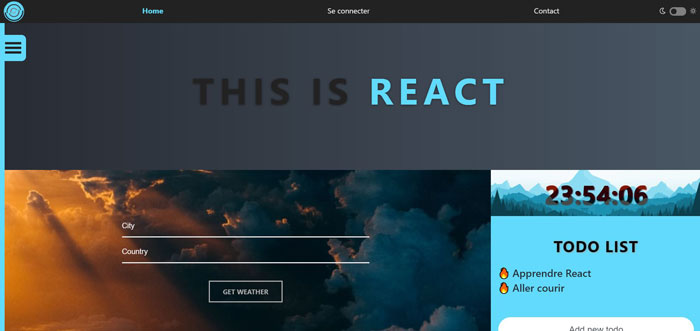 Home
Se connecter
Contact
THIS IS REACT
City
Country
GET WEATHER
23:54:06
TODO LIST
Apprendre React
Aller courir
Add new todo